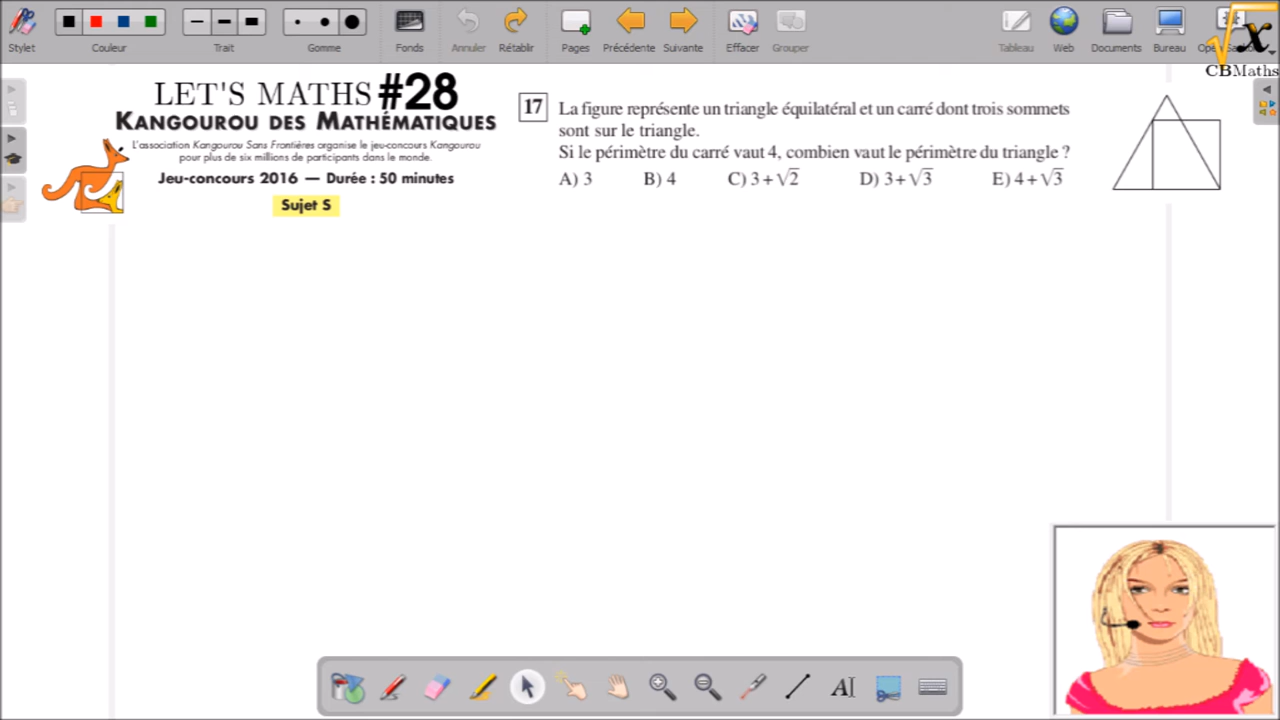 Stylet
Couleur
Trait
Gomme
Fonds
Annuler
Rétablir
Pages
Précédente
Suivante
Effacer
Grouper
Tableau
Web
Documents
Bureau
√x
CBMaths
LET'S MATHS #28
KANGOUROU DES MATHÉMATIQUES
L'association Kangourou Sans Frontières organise le jeu-concours Kangourou
pour plus de six millions de participants dans le monde.
Jeu-concours 2016 — Durée : 50 minutes
Sujet S
17 La figure représente un triangle équilatéral et un carré dont trois sommets
sont sur le triangle.
Si le périmètre du carré vaut 4, combien vaut le périmètre du triangle ?
A) 3 B) 4 C) 3+√2 D) 3+√3 E) 4+√3
AI